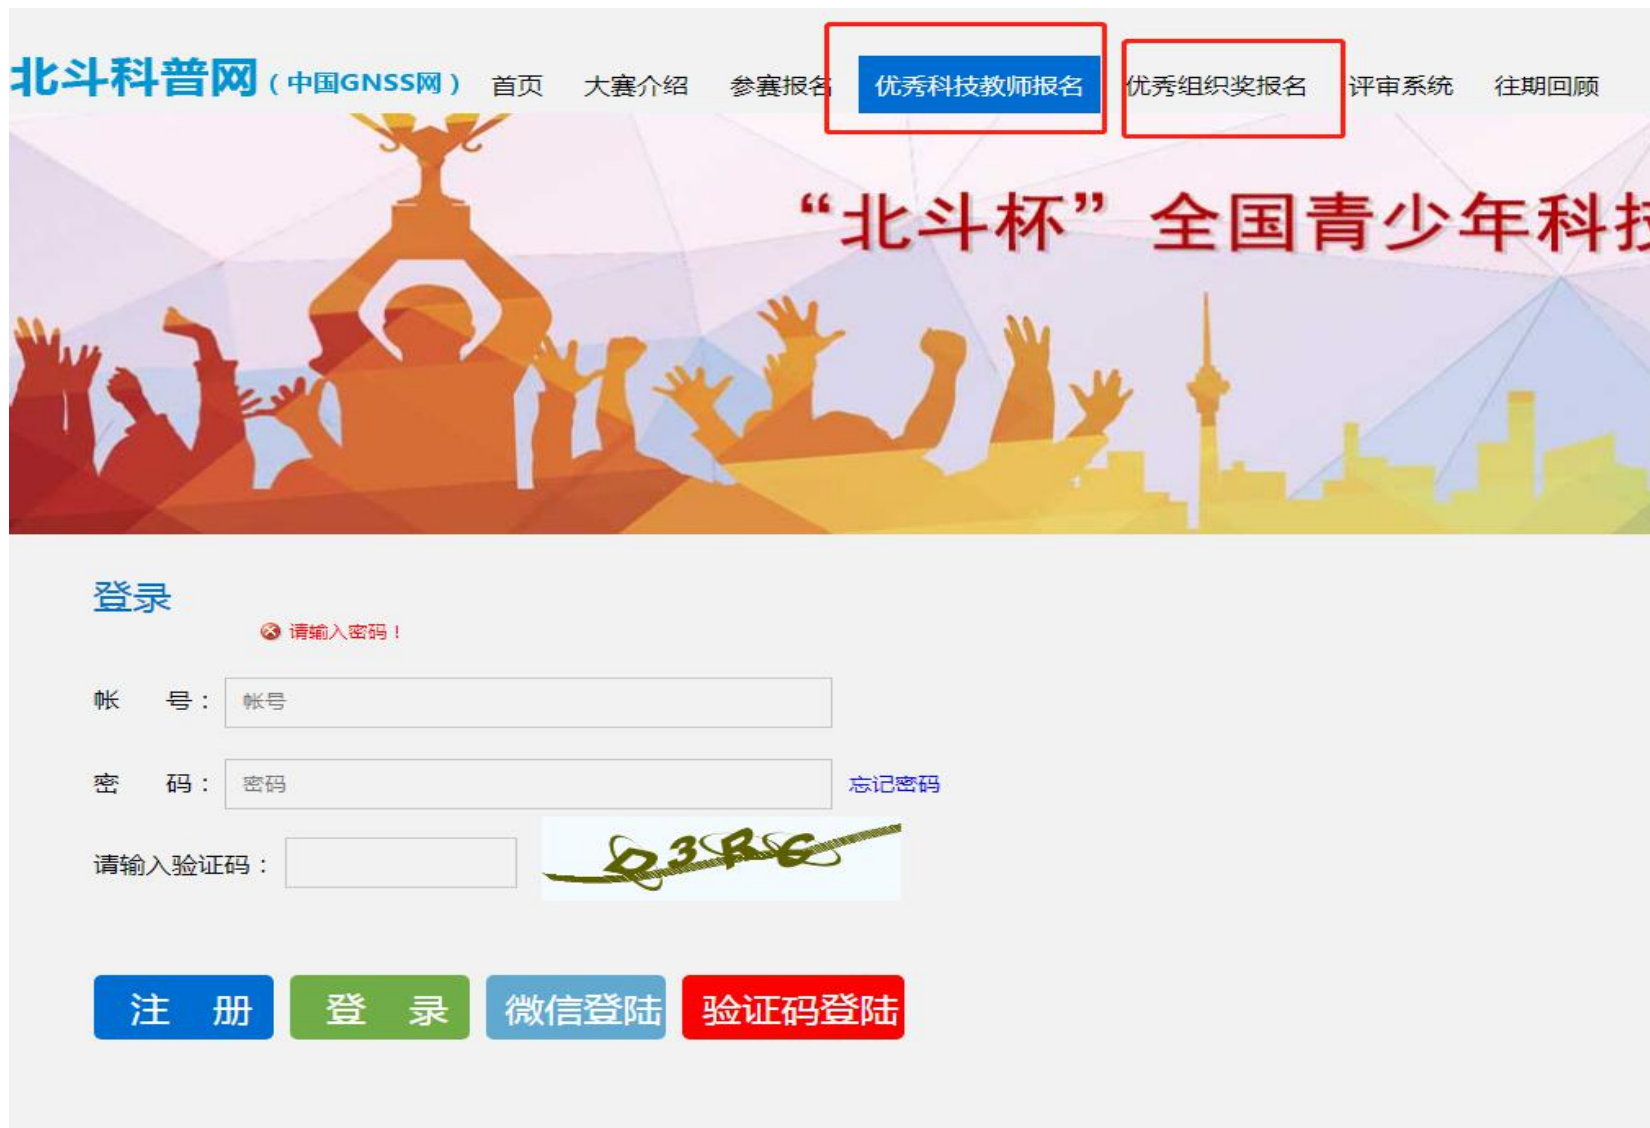 北斗科普网（中国GNSS网） 首页 大赛介绍 参赛报名 优秀科技教师报名 优秀组织奖报名 评审系统 往期回顾
“北斗杯”全国青少年科技
登录
请输入密码！
帐 号： 帐号
密 码： 密码 忘记密码
请输入验证码： D3RG
注 册 登 录 微信登陆 验证码登陆